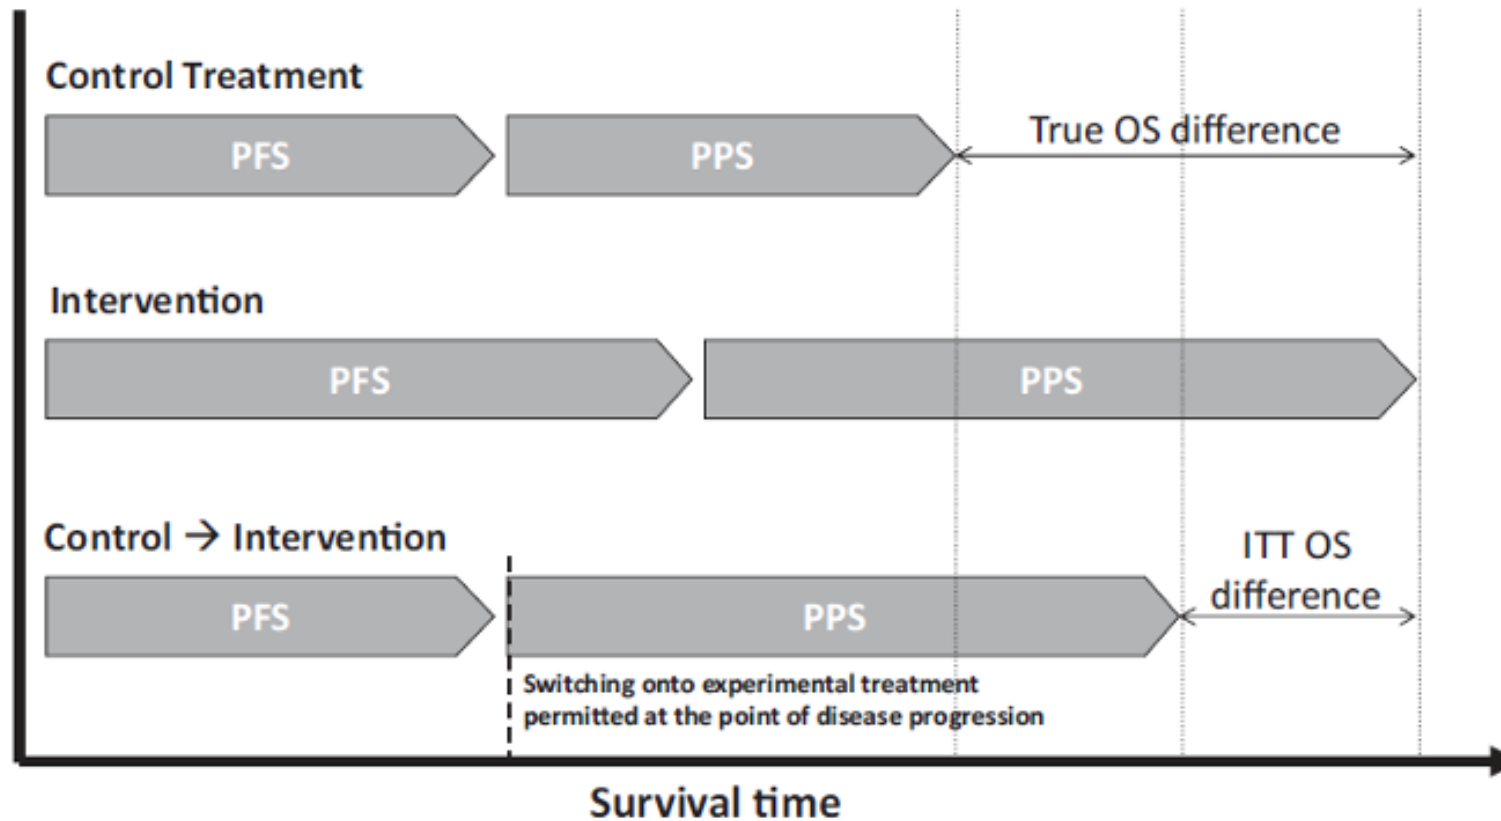 Control Treatment
PFS
PPS
True OS difference
Intervention
PFS
PPS
Control → Intervention
PFS
PPS
ITT OS
difference
Switching onto experimental treatment
permitted at the point of disease progression
Survival time